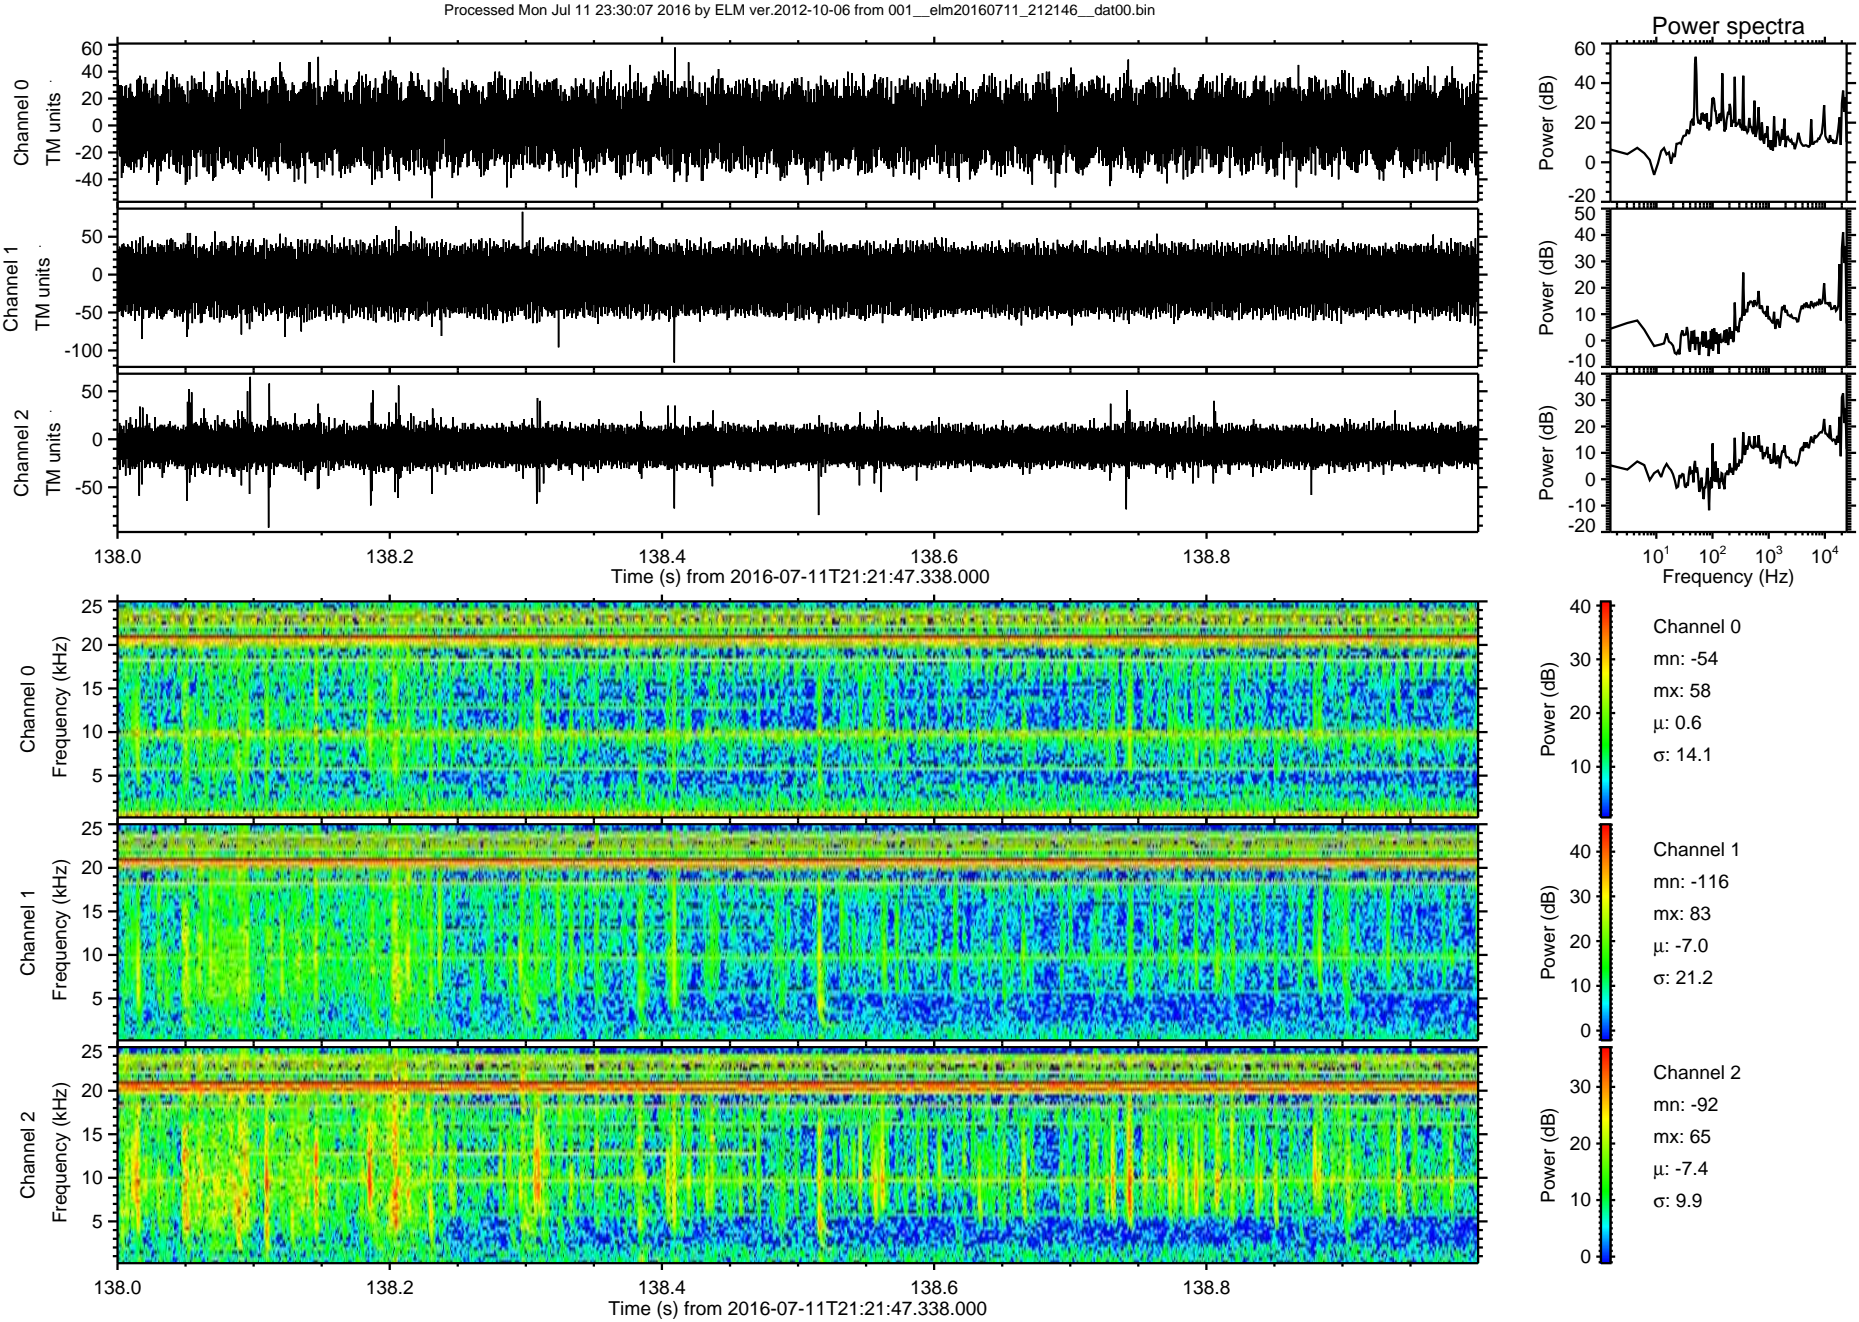 Processed Mon Jul 11 23:30:07 2016 by ELM ver.2012-10-06 from 001__elm20160711_212146__dat00.bin
Power spectra
Channel 0
TM units
60
40
20
0
-20
-40
Power (dB)
60
40
20
0
-20
Channel 1
TM units
50
0
-50
-100
Power (dB)
50
40
30
20
10
0
-10
Channel 2
TM units
50
0
-50
Power (dB)
40
30
20
10
0
-10
-20
138.0 138.2 138.4 138.6 138.8
Time (s) from 2016-07-11T21:21:47.338.000
10¹ 10² 10³ 10⁴
Frequency (Hz)
Channel 0
Frequency (kHz)
25
20
15
10
5
Power (dB)
40
30
20
10
Channel 0
mn: -54
mx: 58
μ: 0.6
σ: 14.1
Channel 1
Frequency (kHz)
25
20
15
10
5
Power (dB)
40
30
20
10
0
Channel 1
mn: -116
mx: 83
μ: -7.0
σ: 21.2
Channel 2
Frequency (kHz)
25
20
15
10
5
Power (dB)
30
20
10
0
Channel 2
mn: -92
mx: 65
μ: -7.4
σ: 9.9
138.0 138.2 138.4 138.6 138.8
Time (s) from 2016-07-11T21:21:47.338.000